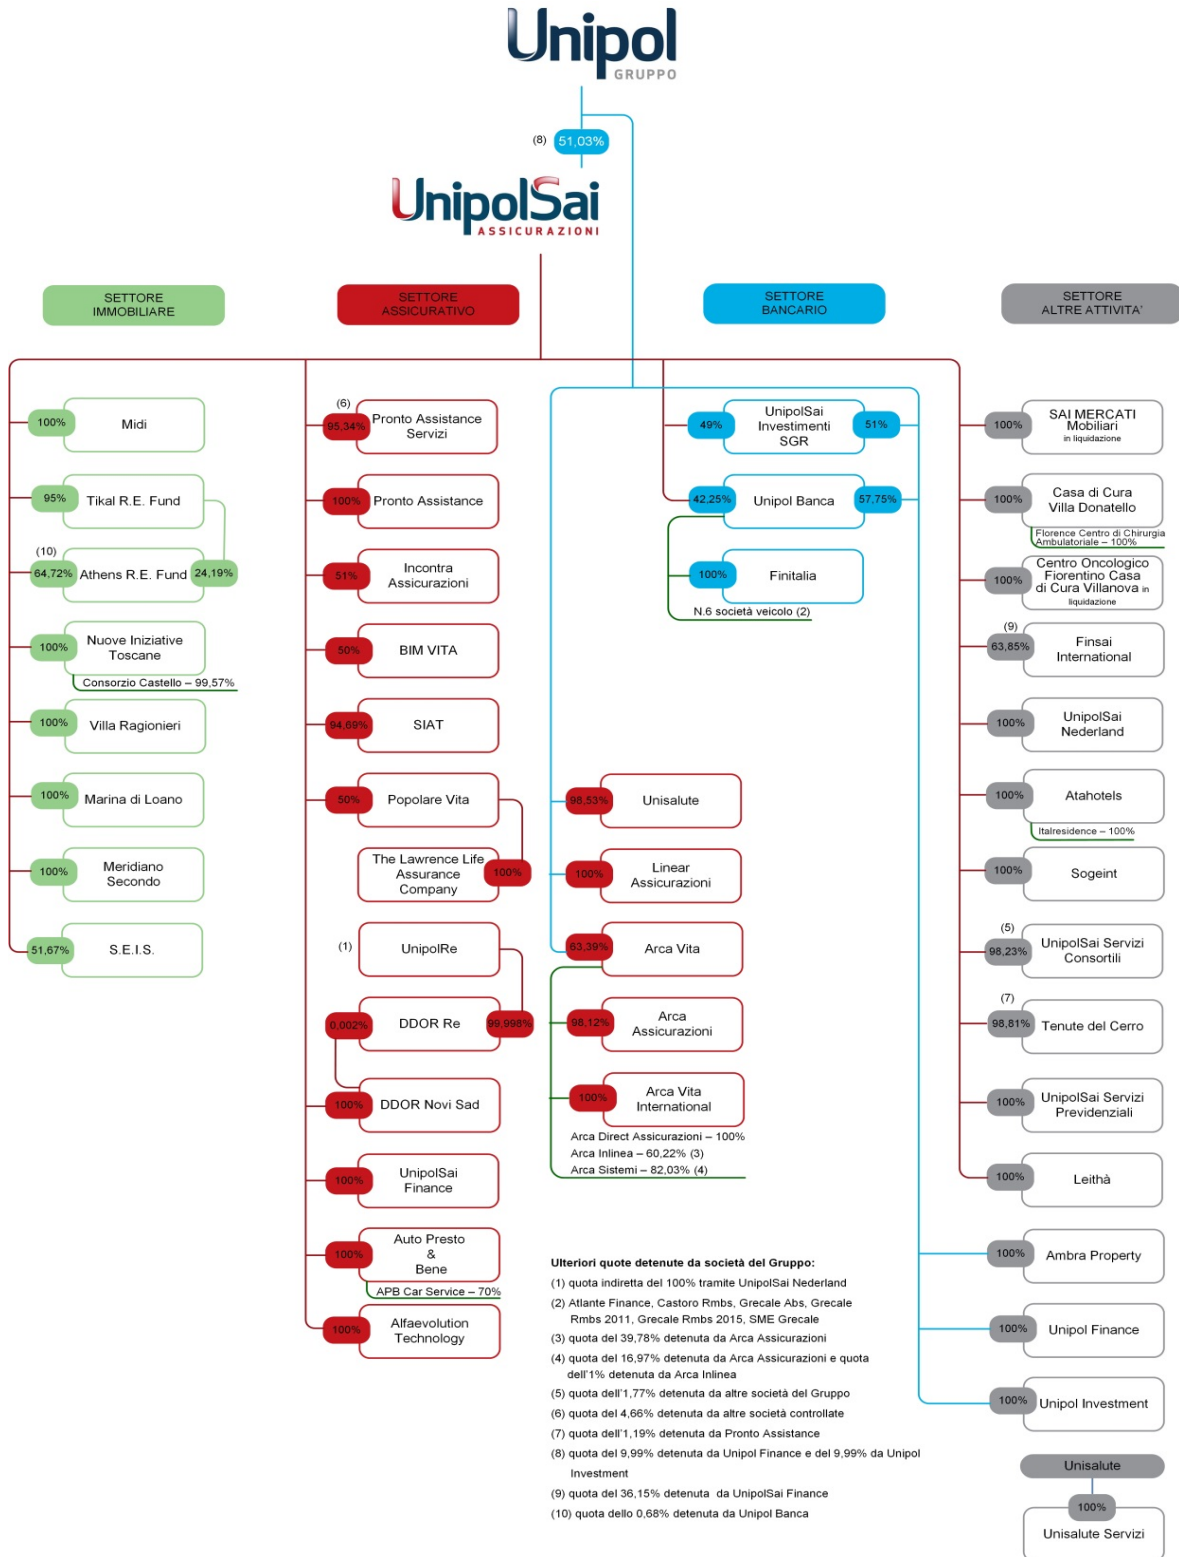 Unipol
GRUPPO
(8) 51,03%
UnipolSai
ASSICURAZIONI
SETTORE
IMMOBILIARE
100% Midi
95% Tikal R.E. Fund
(10)
64,72% Athens R.E. Fund 24,19%
100% Nuove Iniziative
Toscane
Consorzio Castello – 99,57%
100% Villa Ragionieri
100% Marina di Loano
100% Meridiano
Secondo
51,67% S.E.I.S.
SETTORE
ASSICURATIVO
(6)
95,34% Pronto Assistance
Servizi
100% Pronto Assistance
51% Incontra
Assicurazioni
50% BIM VITA
94,69% SIAT
50% Popolare Vita
The Lawrence Life
Assurance
Company
100%
(1) UnipolRe
0,002% DDOR Re 99,998%
100% DDOR Novi Sad
100% UnipolSai
Finance
100% Auto Presto
&
Bene
APB Car Service – 70%
100% Alfaevolution
Technology
SETTORE
BANCARIO
49% UnipolSai
Investimenti
SGR
51%
42,25% Unipol Banca 57,75%
100% Finitalia
N.6 società veicolo (2)
98,53% Unisalute
100% Linear
Assicurazioni
63,39% Arca Vita
98,12% Arca
Assicurazioni
100% Arca Vita
International
Arca Direct Assicurazioni – 100%
Arca Inlinea – 60,22% (3)
Arca Sistemi – 82,03% (4)
SETTORE
ALTRE ATTIVITA'
100% SAI MERCATI
Mobiliari
in liquidazione
100% Casa di Cura
Villa Donatello
Florence Centro di Chirurgia
Ambulatoriale – 100%
100% Centro Oncologico
Fiorentino Casa
di Cura Villanova in
liquidazione
(9)
63,85% Finsai
International
100% UnipolSai
Nederland
100% Atahotels
Italresidence – 100%
100% Sogeint
(5)
98,23% UnipolSai Servizi
Consortili
(7)
98,81% Tenute del Cerro
100% UnipolSai Servizi
Previdenziali
100% Leithà
100% Ambra Property
100% Unipol Finance
100% Unipol Investment
Unisalute
100%
Unisalute Servizi
Ulteriori quote detenute da società del Gruppo:
(1) quota indiretta del 100% tramite UnipolSai Nederland
(2) Atlante Finance, Castoro Rmbs, Grecale Abs, Grecale
Rmbs 2011, Grecale Rmbs 2015, SME Grecale
(3) quota del 39,78% detenuta da Arca Assicurazioni
(4) quota del 16,97% detenuta da Arca Assicurazioni e quota
dell'1% detenuta da Arca Inlinea
(5) quota dell'1,77% detenuta da altre società del Gruppo
(6) quota del 4,66% detenuta da altre società controllate
(7) quota dell'1,19% detenuta da Pronto Assistance
(8) quota del 9,99% detenuta da Unipol Finance e del 9,99% da Unipol
Investment
(9) quota del 36,15% detenuta da UnipolSai Finance
(10) quota dello 0,68% detenuta da Unipol Banca